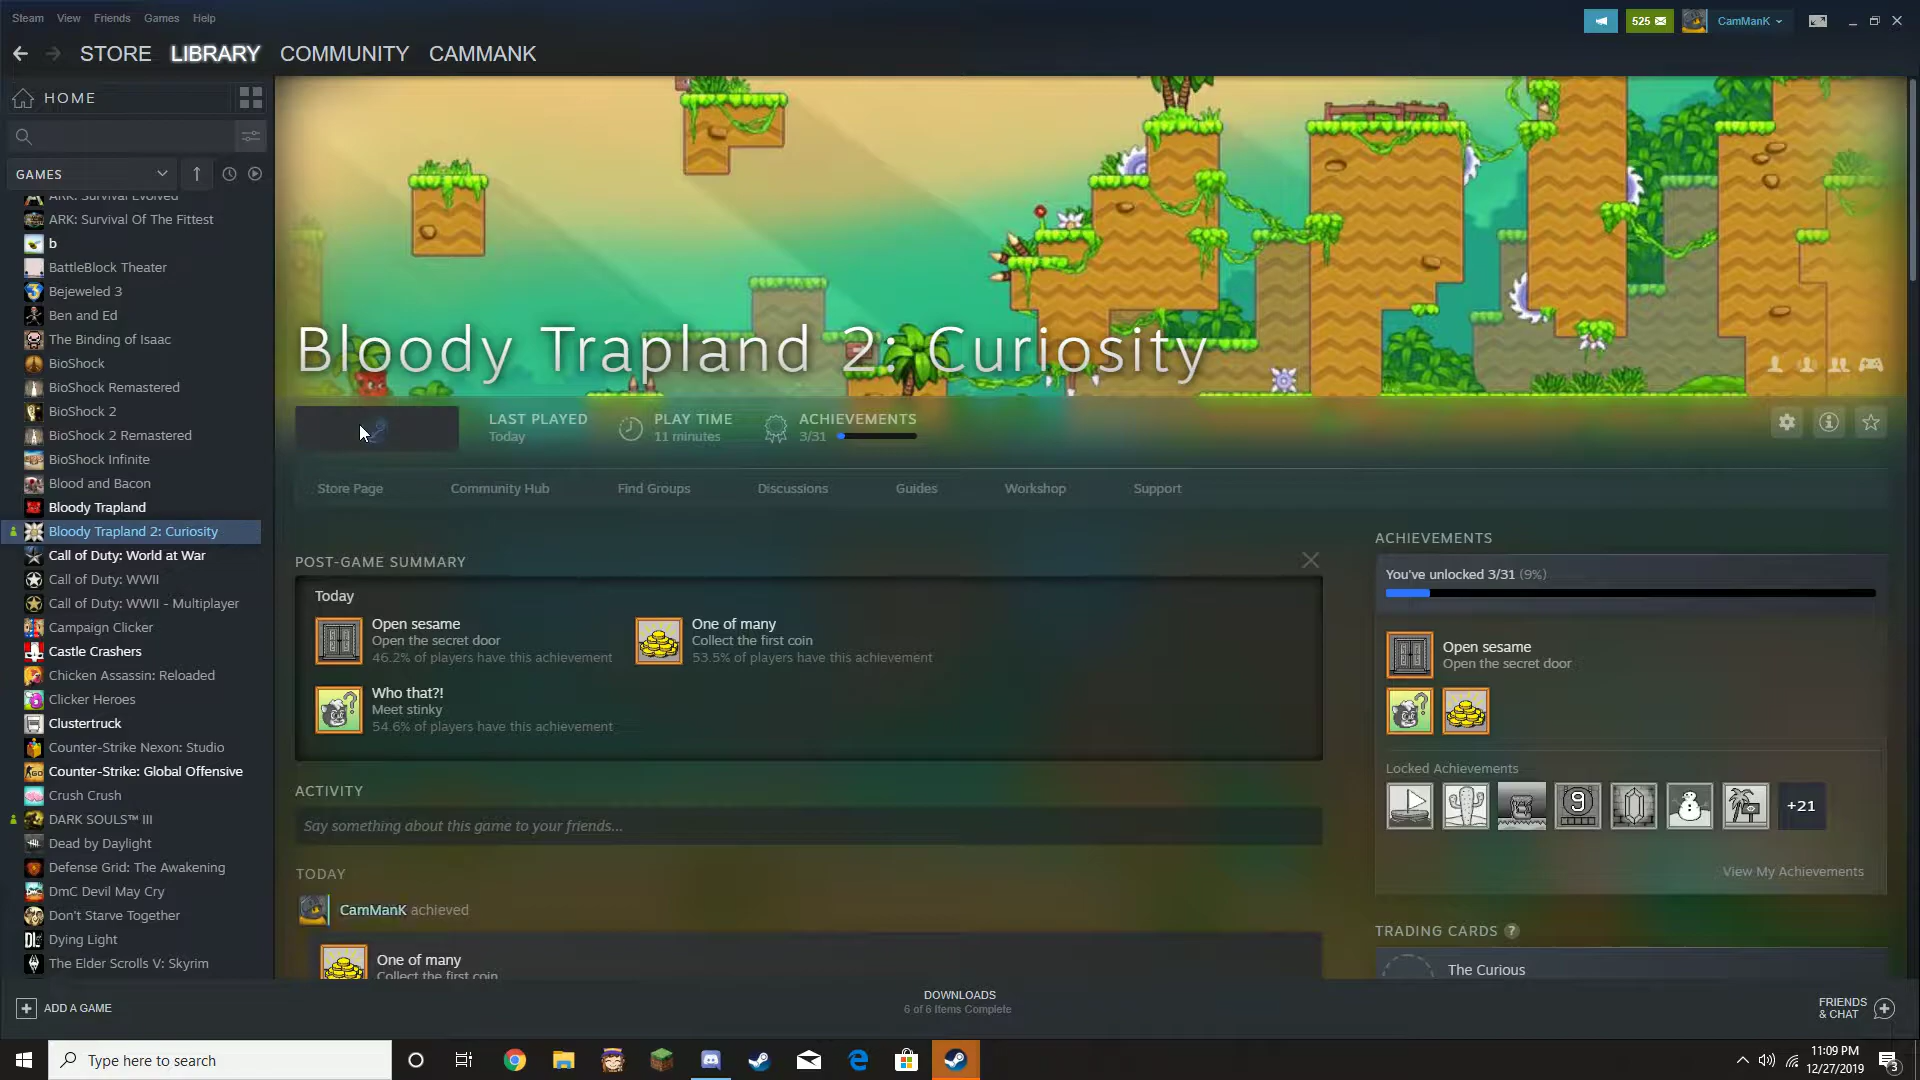 Steam View Friends Games Help
525
CamManK
STORE LIBRARY COMMUNITY CAMMANK
HOME
GAMES
ARK: Survival Evolved
ARK: Survival Of The Fittest
b
BattleBlock Theater
Bejeweled 3
Ben and Ed
The Binding of Isaac
BioShock
BioShock Remastered
BioShock 2
BioShock 2 Remastered
BioShock Infinite
Blood and Bacon
Bloody Trapland
Bloody Trapland 2: Curiosity
Call of Duty: World at War
Call of Duty: WWII
Call of Duty: WWII - Multiplayer
Campaign Clicker
Castle Crashers
Chicken Assassin: Reloaded
Clicker Heroes
Clustertruck
Counter-Strike Nexon: Studio
Counter-Strike: Global Offensive
Crush Crush
DARK SOULS™ III
Dead by Daylight
Defense Grid: The Awakening
DmC Devil May Cry
Don't Starve Together
Dying Light
The Elder Scrolls V: Skyrim
Bloody Trapland 2: Curiosity
LAST PLAYED
Today
PLAY TIME
11 minutes
ACHIEVEMENTS
3/31
Store Page Community Hub Find Groups Discussions Guides Workshop Support
POST-GAME SUMMARY
Today
Open sesame
Open the secret door
46.2% of players have this achievement
One of many
Collect the first coin
53.5% of players have this achievement
Who that?!
Meet stinky
54.6% of players have this achievement
ACTIVITY
Say something about this game to your friends...
TODAY
CamManK achieved
One of many
Collect the first coin
ACHIEVEMENTS
You've unlocked 3/31 (9%)
Open sesame
Open the secret door
Locked Achievements
9
+21
View My Achievements
TRADING CARDS ?
The Curious
ADD A GAME
DOWNLOADS
6 of 6 Items Complete
FRIENDS
& CHAT
Type here to search
11:09 PM
12/27/2019
3